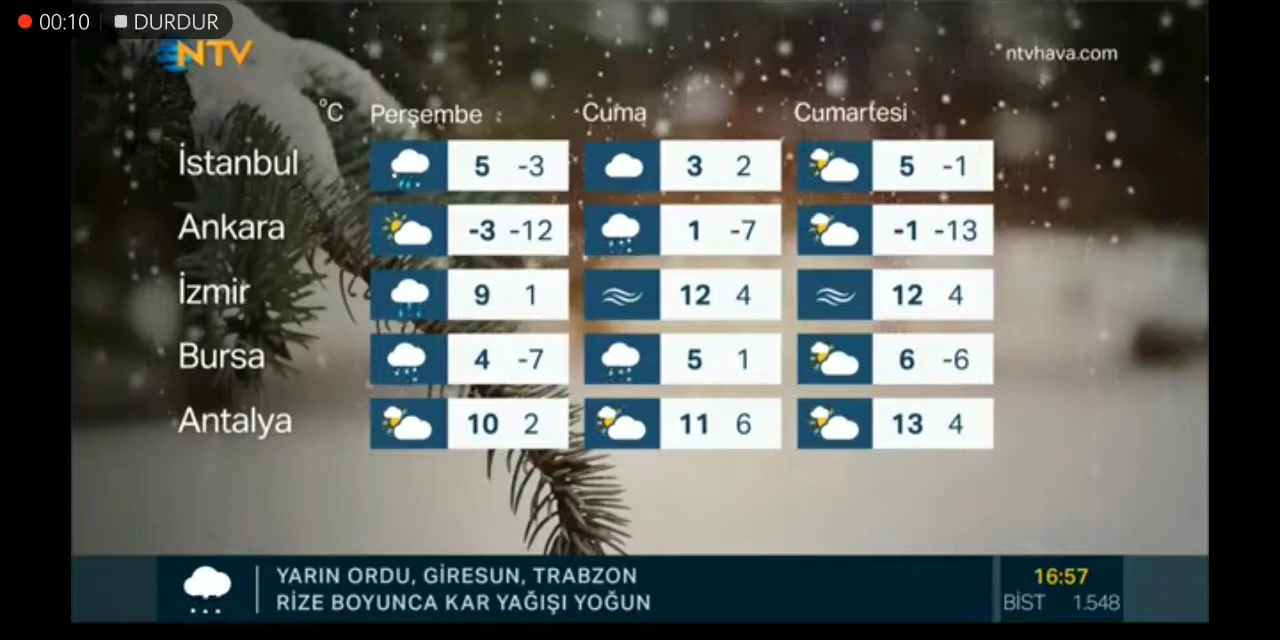 00:10 DURDUR
NTV
ntvhava.com
°C Perşembe Cuma Cumartesi
İstanbul 5 -3 3 2 5 -1
Ankara -3 -12 1 -7 -1 -13
İzmir 9 1 12 4 12 4
Bursa 4 -7 5 1 6 -6
Antalya 10 2 11 6 13 4
YARIN ORDU, GİRESUN, TRABZON
RİZE BOYUNCA KAR YAĞIŞI YOĞUN
16:57
BİST 1.548